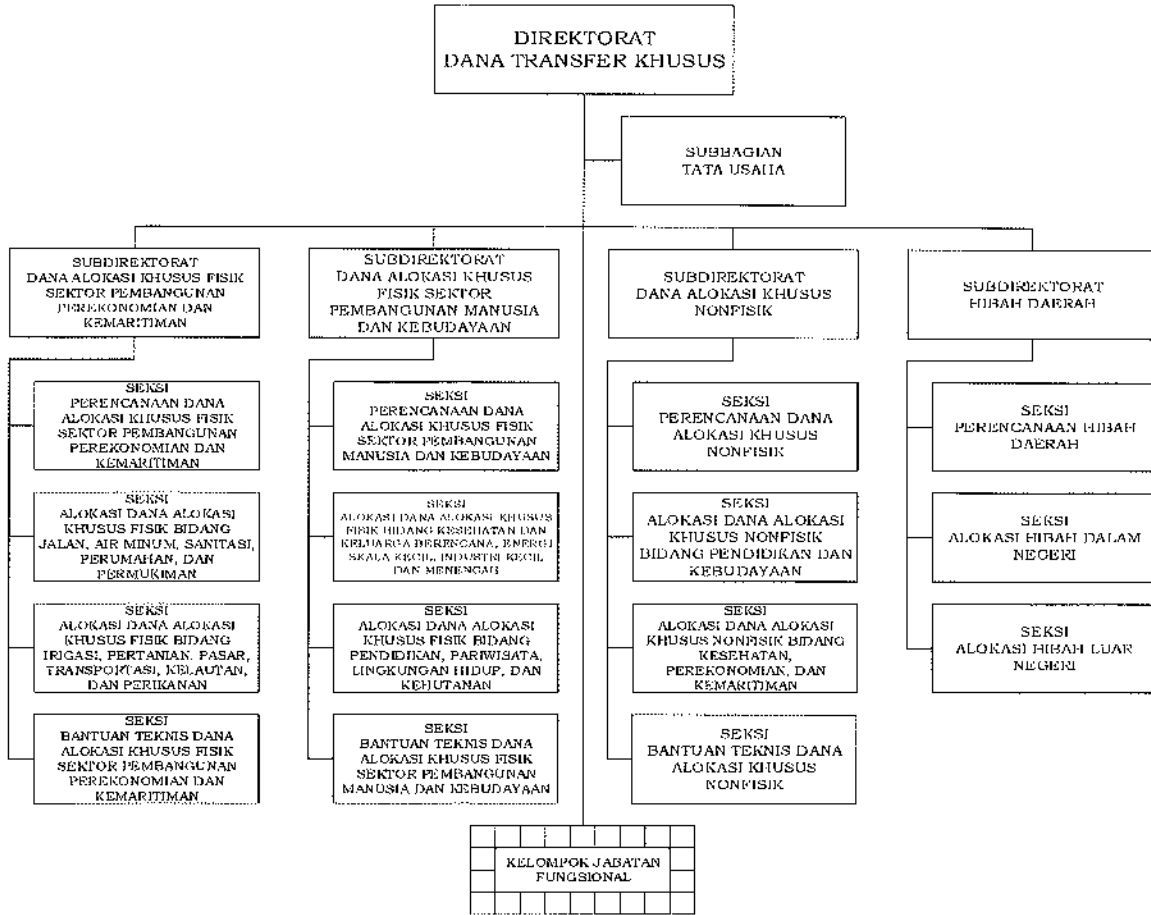 DIREKTORAT
DANA TRANSFER KHUSUS
SUBBAGIAN
TATA USAHA
SUBDIREKTORAT
DANA ALOKASI KHUSUS FISIK
SEKTOR PEMBANGUNAN
PEREKONOMIAN DAN
KEMARITIMAN
SUBDIREKTORAT
DANA ALOKASI KHUSUS
FISIK SEKTOR
PEMBANGUNAN MANUSIA
DAN KEBUDAYAAN
SUBDIREKTORAT
DANA ALOKASI KHUSUS
NONFISIK
SUBDIREKTORAT
HIBAH DAERAH
SEKSI
PERENCANAAN DANA
ALOKASI KHUSUS FISIK
SEKTOR PEMBANGUNAN
PEREKONOMIAN DAN
KEMARITIMAN
SEKSI
PERENCANAAN DANA
ALOKASI KHUSUS FISIK
SEKTOR PEMBANGUNAN
MANUSIA DAN KEBUDAYAAN
SEKSI
PERENCANAAN DANA
ALOKASI KHUSUS
NONFISIK
SEKSI
PERENCANAAN HIBAH
DAERAH
SEKSI
ALOKASI DANA ALOKASI
KHUSUS FISIK BIDANG
JALAN, AIR MINUM, SANITASI,
PERUMAHAN, DAN
PERMUKIMAN
SEKSI
ALOKASI DANA ALOKASI KHUSUS
FISIK BIDANG KESEHATAN DAN
KELUARGA BERENCANA, ENERGI
SKALA KECIL, INDUSTRI KECIL
DAN MENENGAH
SEKSI
ALOKASI DANA ALOKASI
KHUSUS NONFISIK
BIDANG PENDIDIKAN DAN
KEBUDAYAAN
SEKSI
ALOKASI HIBAH DALAM
NEGERI
SEKSI
ALOKASI DANA ALOKASI
KHUSUS FISIK BIDANG
IRIGASI, PERTANIAN, PASAR,
TRANSPORTASI, KELAUTAN,
DAN PERIKANAN
SEKSI
ALOKASI DANA ALOKASI
KHUSUS FISIK BIDANG
PENDIDIKAN, PARIWISATA,
LINGKUNGAN HIDUP, DAN
KEHUTANAN
SEKSI
ALOKASI DANA ALOKASI
KHUSUS NONFISIK BIDANG
KESEHATAN,
PEREKONOMIAN, DAN
KEMARITIMAN
SEKSI
ALOKASI HIBAH LUAR
NEGERI
SEKSI
BANTUAN TEKNIS DANA
ALOKASI KHUSUS FISIK
SEKTOR PEMBANGUNAN
PEREKONOMIAN DAN
KEMARITIMAN
SEKSI
BANTUAN TEKNIS DANA
ALOKASI KHUSUS FISIK
SEKTOR PEMBANGUNAN
MANUSIA DAN KEBUDAYAAN
SEKSI
BANTUAN TEKNIS DANA
ALOKASI KHUSUS
NONFISIK
KELOMPOK JABATAN
FUNGSIONAL